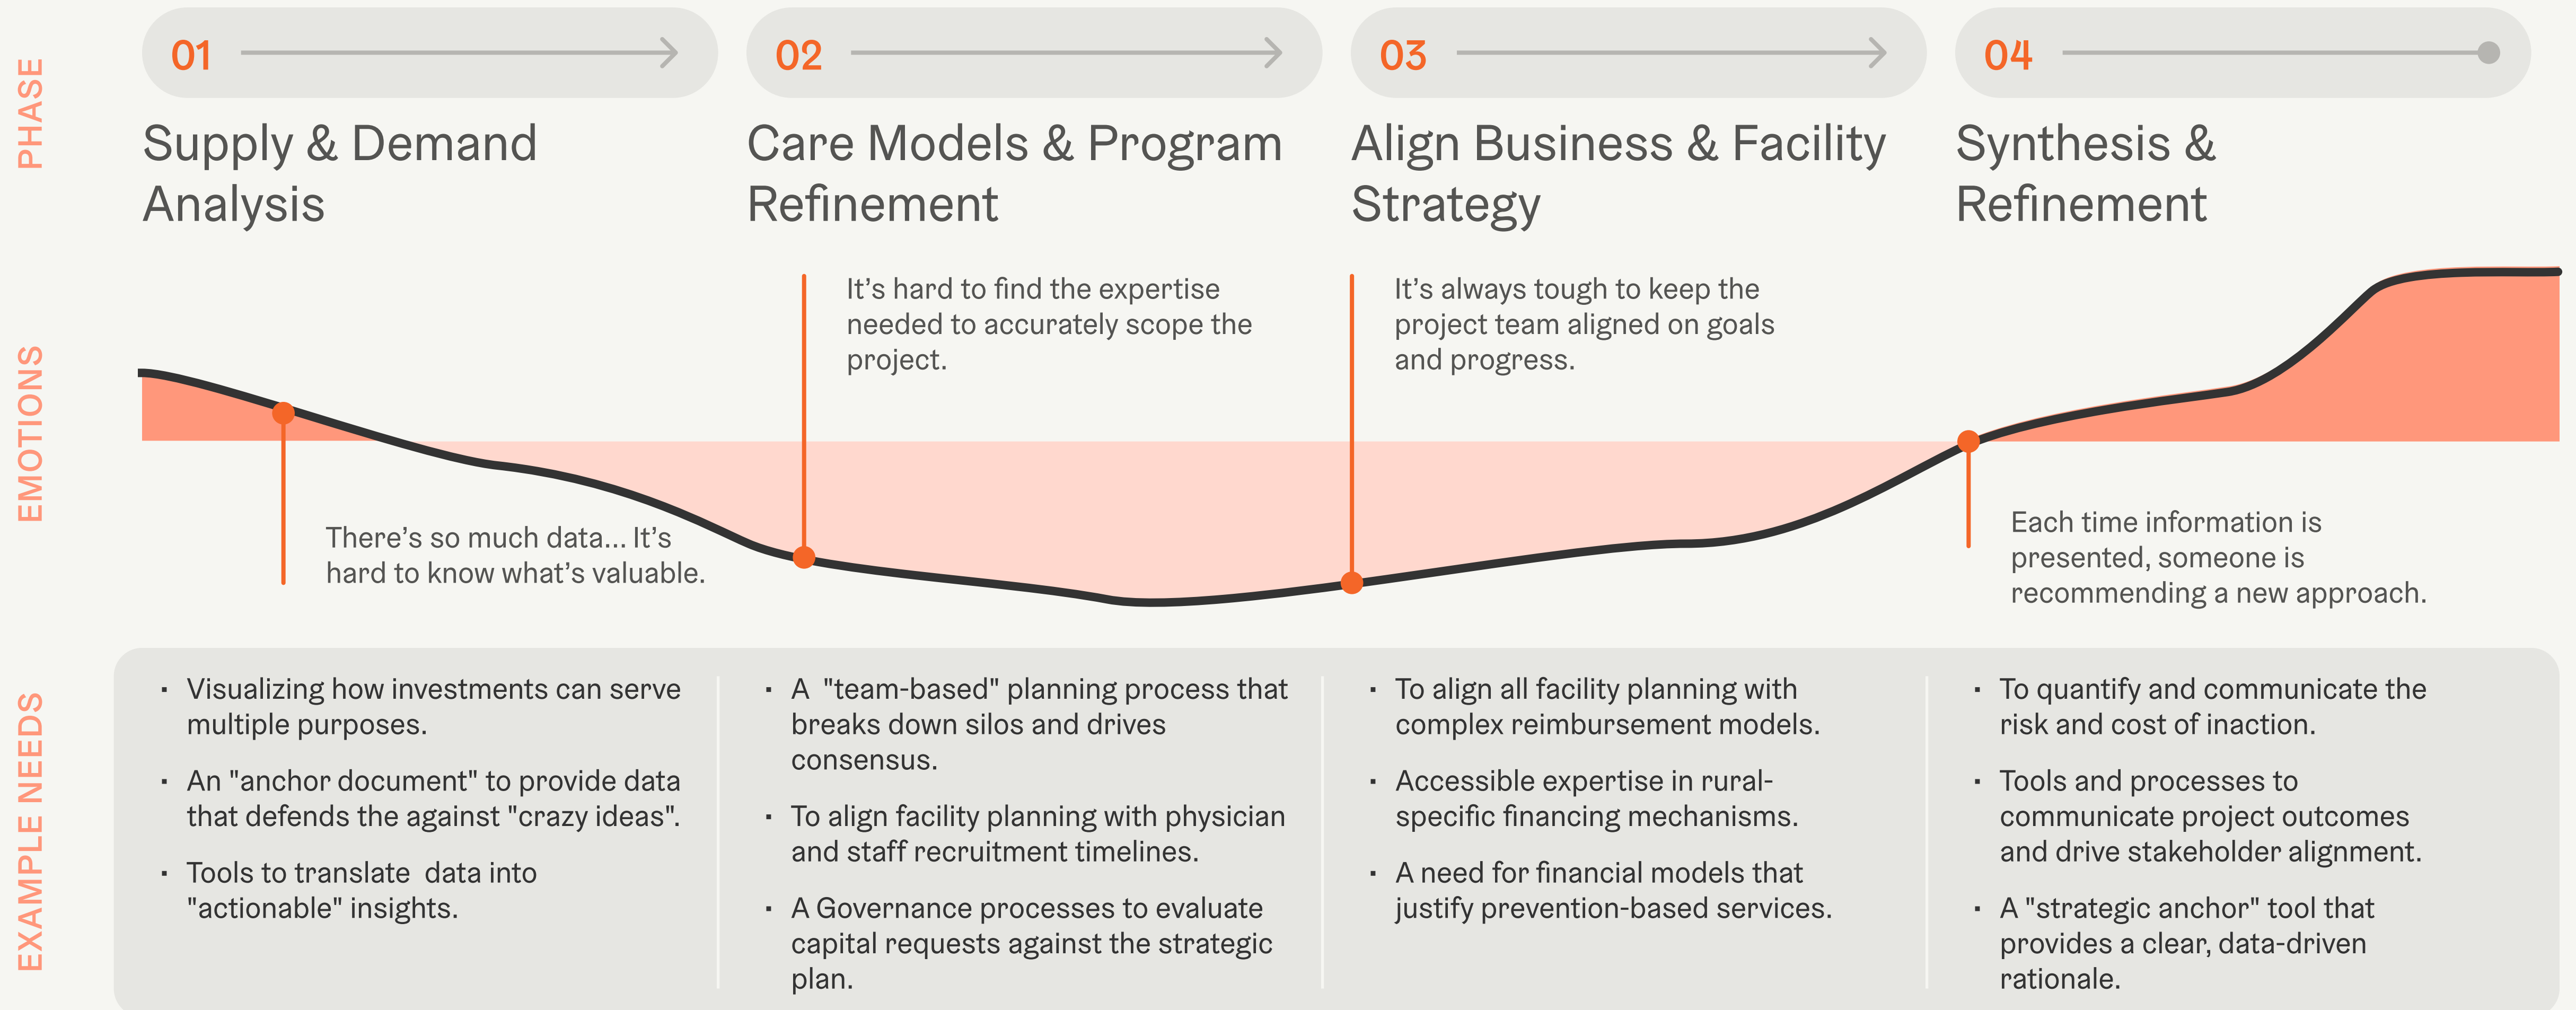 PHASE
01
02
03
04
Supply & Demand
Analysis
Care Models & Program
Refinement
Align Business & Facility
Strategy
Synthesis &
Refinement
EMOTIONS
There’s so much data... It’s
hard to know what’s valuable.
It’s hard to find the expertise
needed to accurately scope the
project.
It’s always tough to keep the
project team aligned on goals
and progress.
Each time information is
presented, someone is
recommending a new approach.
EXAMPLE NEEDS
▪ Visualizing how investments can serve
multiple purposes.
▪ An "anchor document" to provide data
that defends the against "crazy ideas".
▪ Tools to translate  data into
"actionable" insights.
▪ A  "team-based" planning process that
breaks down silos and drives
consensus.
▪ To align facility planning with physician
and staff recruitment timelines.
▪ A Governance processes to evaluate
capital requests against the strategic
plan.
▪ To align all facility planning with
complex reimbursement models.
▪ Accessible expertise in rural-
specific financing mechanisms.
▪ A need for financial models that
justify prevention-based services.
▪ To quantify and communicate the
risk and cost of inaction.
▪ Tools and processes to
communicate project outcomes
and drive stakeholder alignment.
▪ A "strategic anchor" tool that
provides a clear, data-driven
rationale.